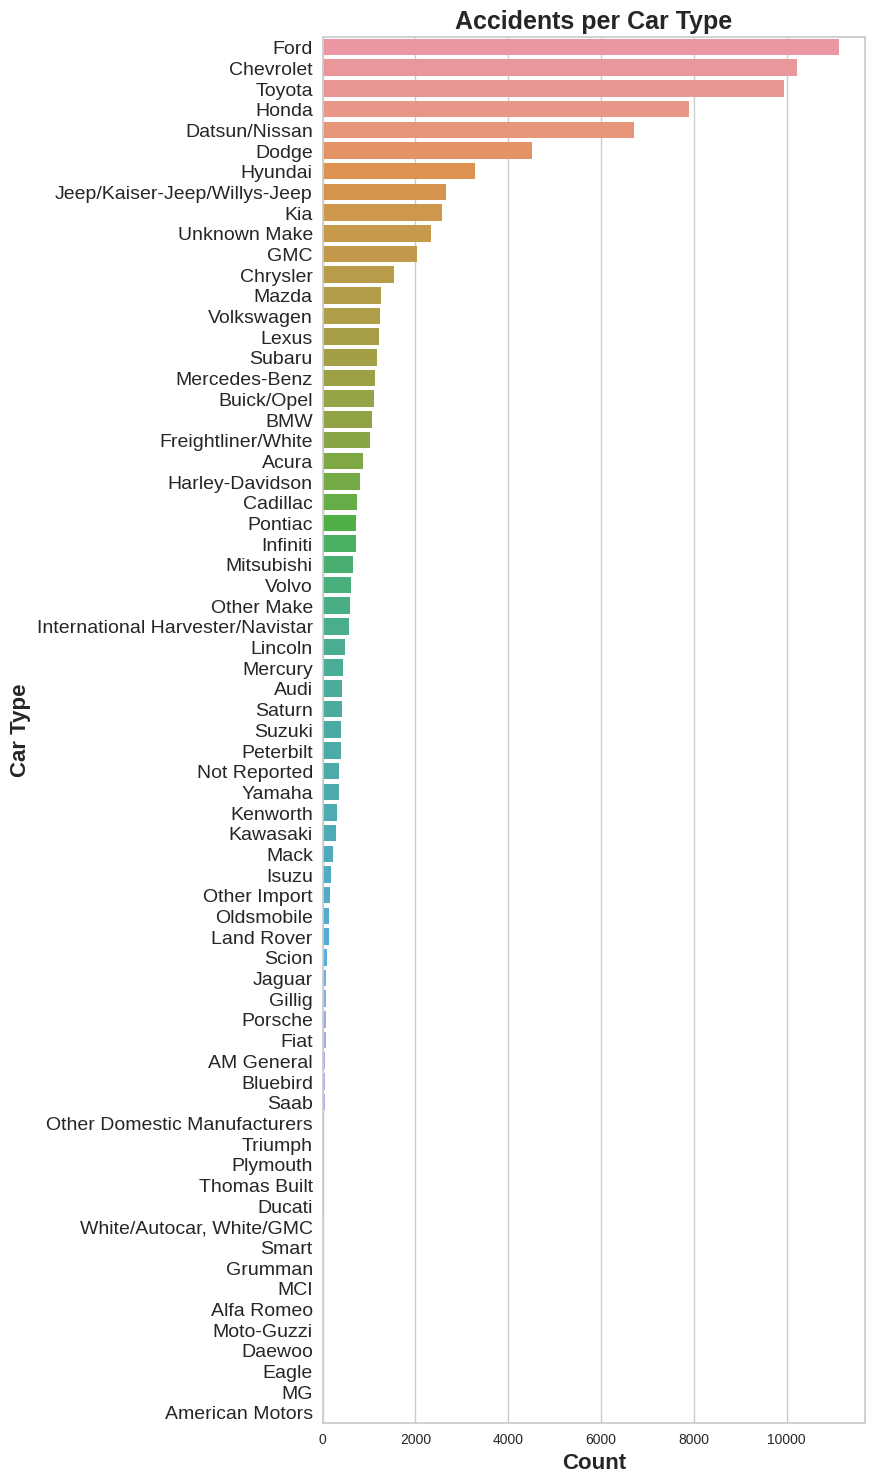 Accidents per Car Type
Ford
Chevrolet
Toyota
Honda
Datsun/Nissan
Dodge
Hyundai
Jeep/Kaiser-Jeep/Willys-Jeep
Kia
Unknown Make
GMC
Chrysler
Mazda
Volkswagen
Lexus
Subaru
Mercedes-Benz
Buick/Opel
BMW
Freightliner/White
Acura
Harley-Davidson
Cadillac
Pontiac
Infiniti
Mitsubishi
Volvo
Other Make
International Harvester/Navistar
Lincoln
Mercury
Audi
Saturn
Suzuki
Peterbilt
Not Reported
Yamaha
Kenworth
Kawasaki
Mack
Isuzu
Other Import
Oldsmobile
Land Rover
Scion
Jaguar
Gillig
Porsche
Fiat
AM General
Bluebird
Saab
Other Domestic Manufacturers
Triumph
Plymouth
Thomas Built
Ducati
White/Autocar, White/GMC
Smart
Grumman
MCI
Alfa Romeo
Moto-Guzzi
Daewoo
Eagle
MG
American Motors
Car Type
0 2000 4000 6000 8000 10000
Count